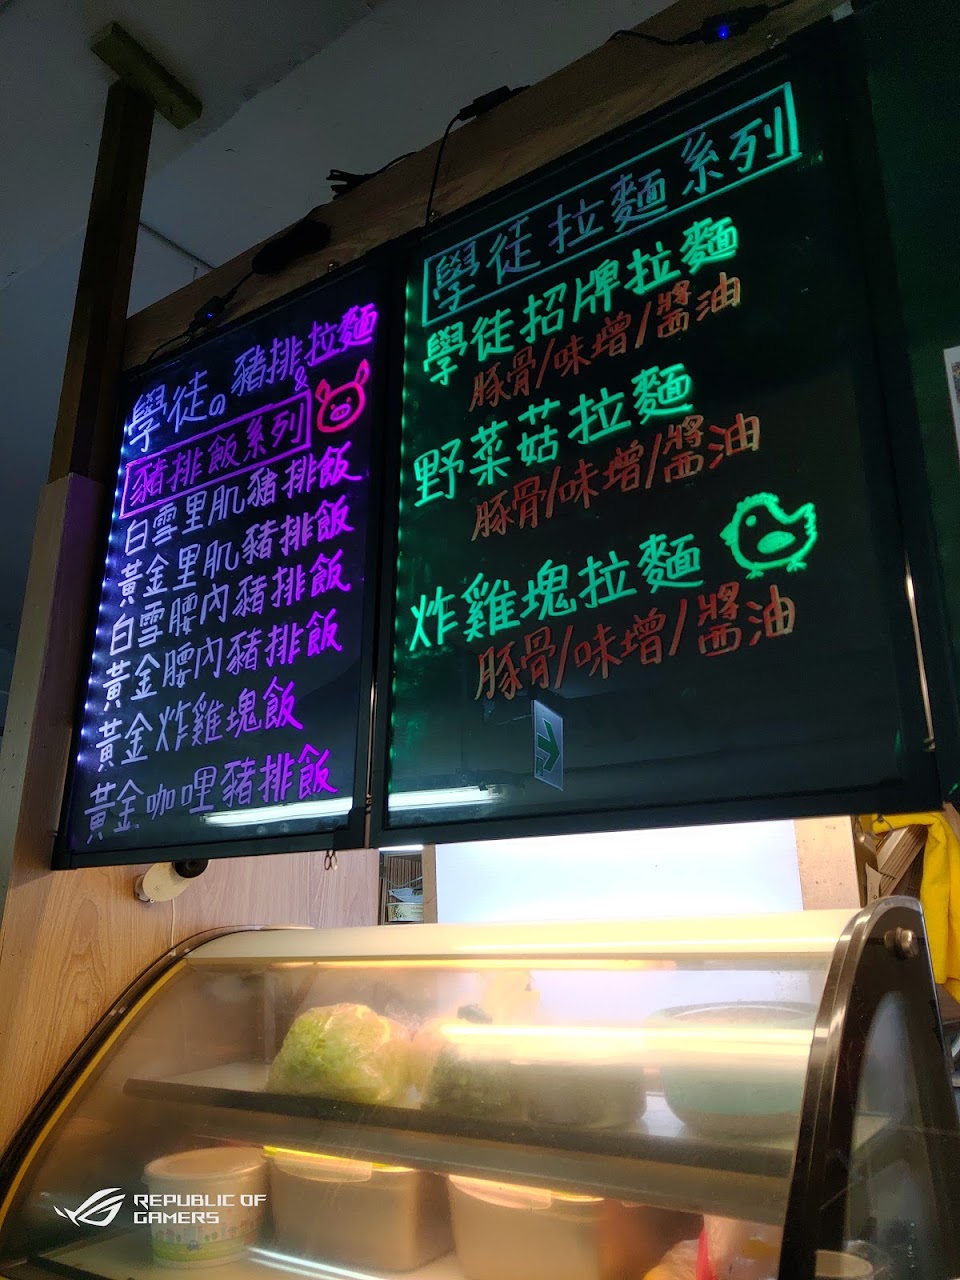 學徒の豬排&拉麵
豬排飯系列
白雪里肌豬排飯
黃金里肌豬排飯
白雪腰內豬排飯
黃金腰內豬排飯
黃金炸雞塊飯
黃金咖哩豬排飯
學徒拉麵系列
學徒招牌拉麵
豚骨/味增/醬油
野菜菇拉麵
豚骨/味增/醬油
炸雞塊拉麵
豚骨/味增/醬油
REPUBLIC OF
GAMERS